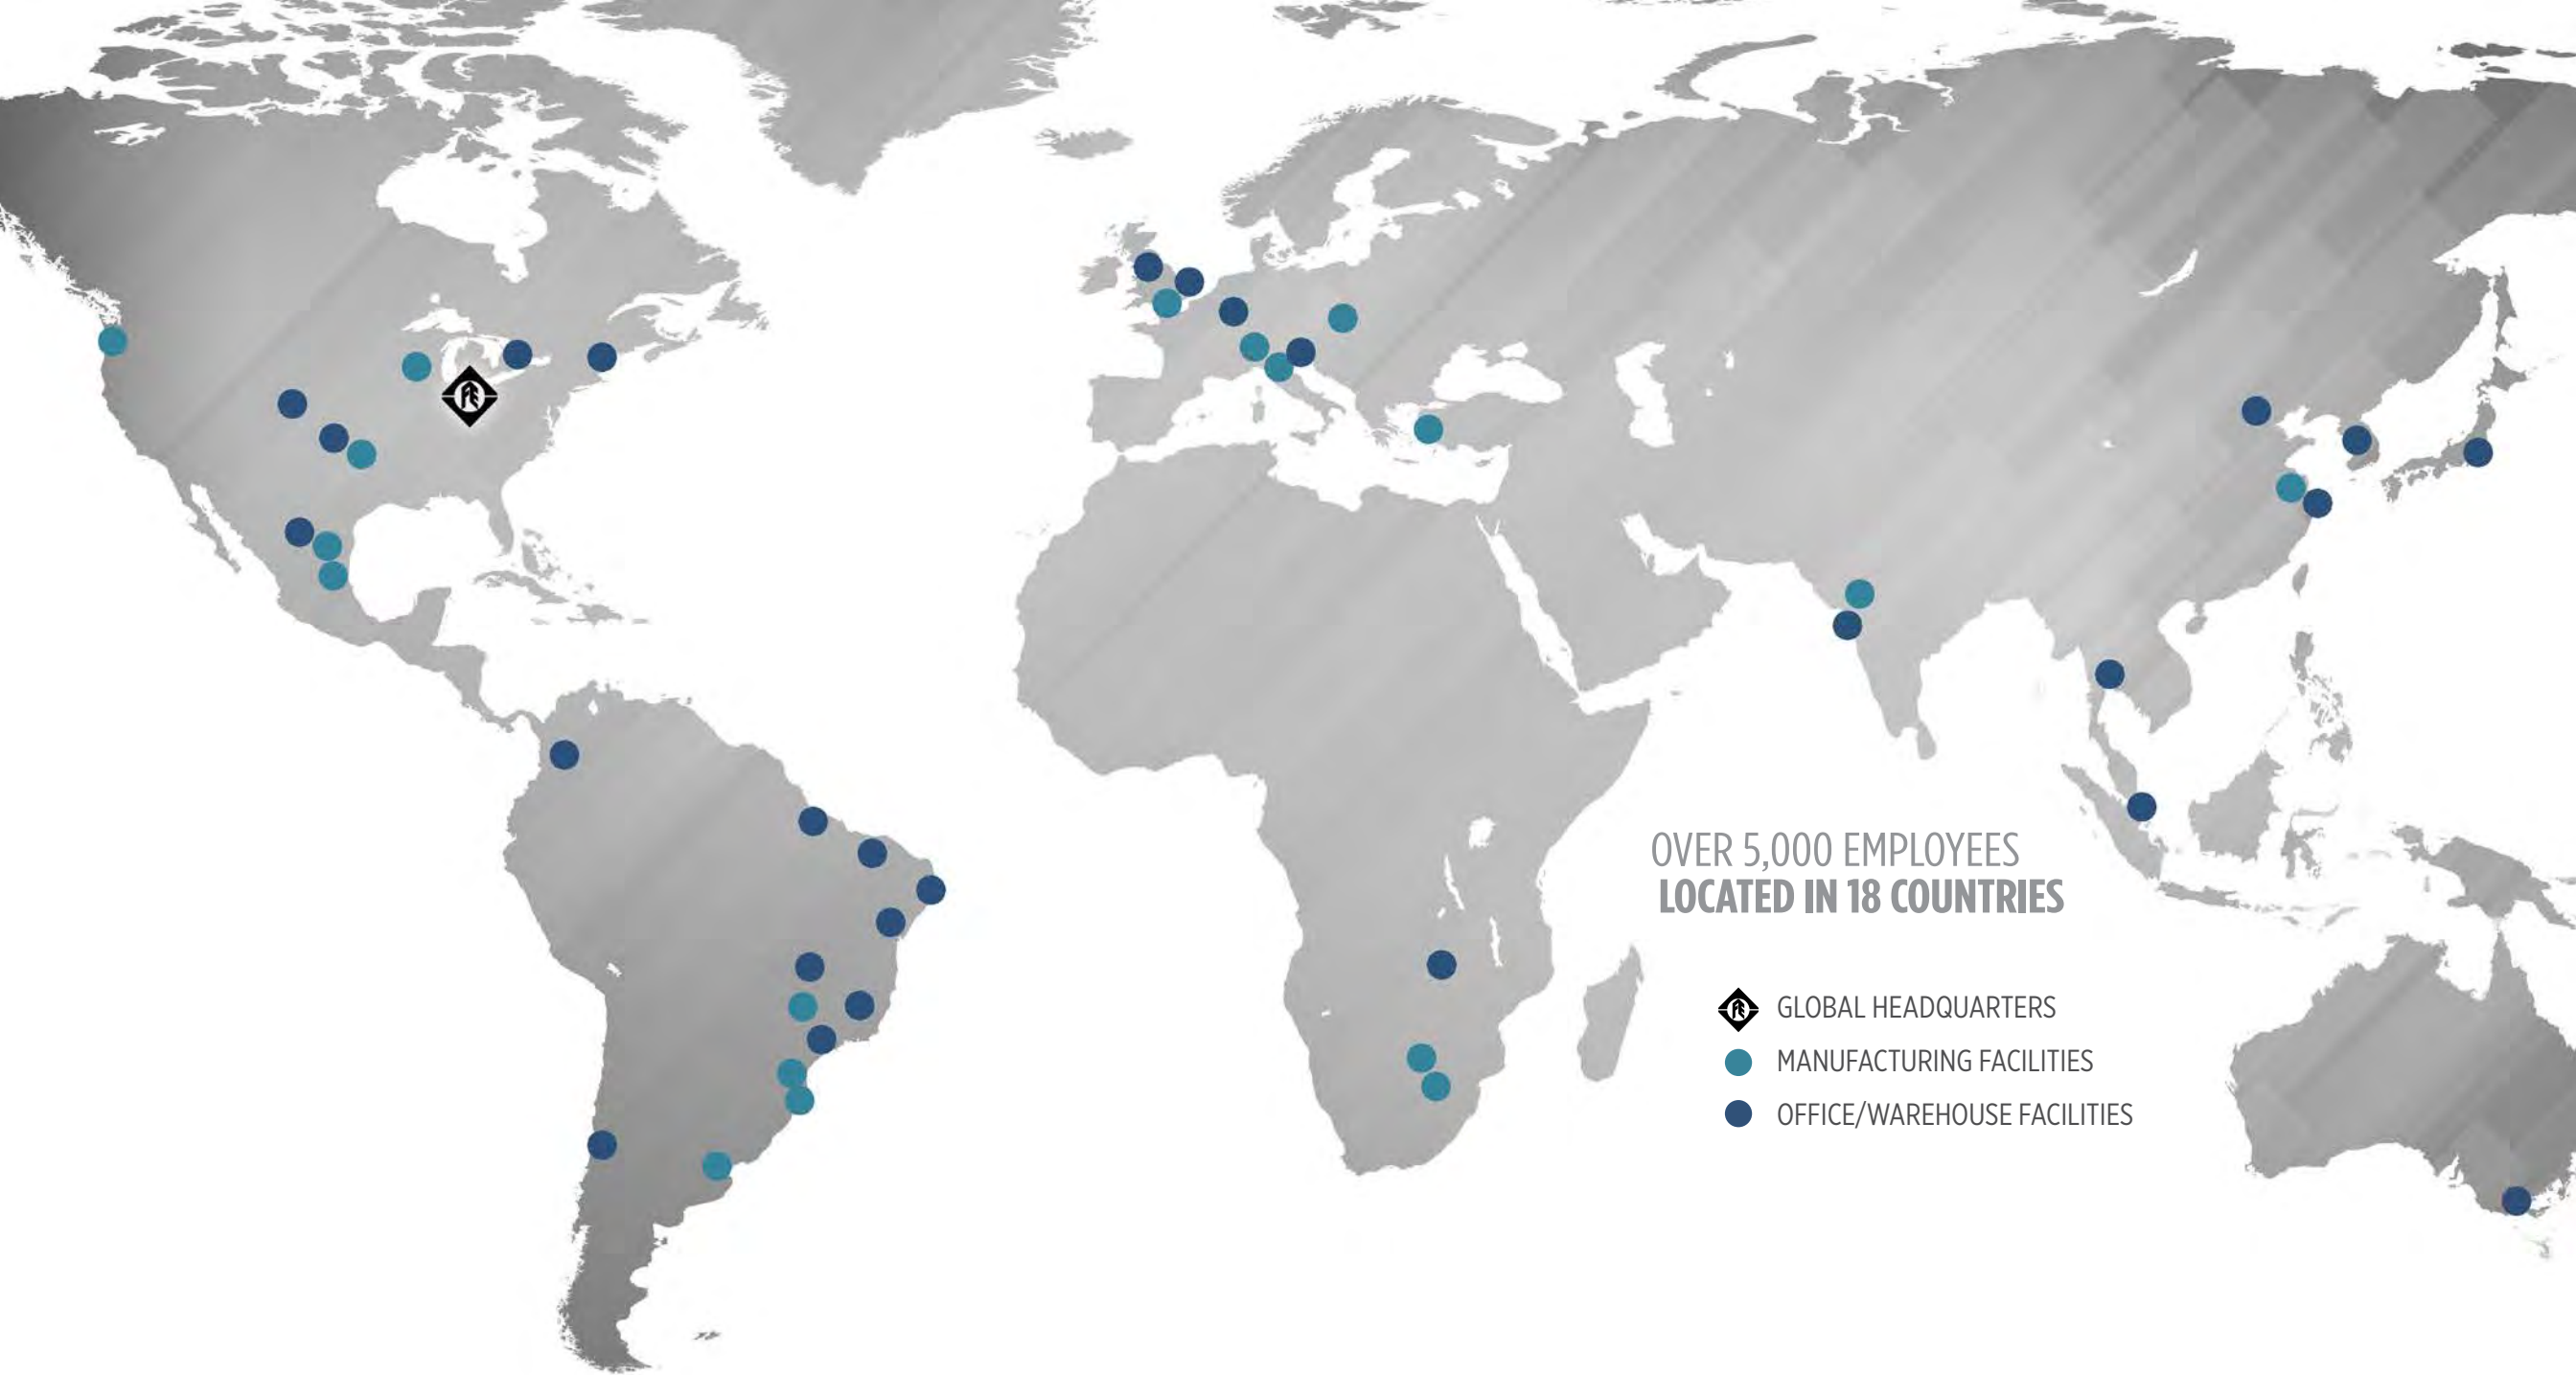 OVER 5,000 EMPLOYEES
LOCATED IN 18 COUNTRIES
GLOBAL HEADQUARTERS
MANUFACTURING FACILITIES
OFFICE/WAREHOUSE FACILITIES